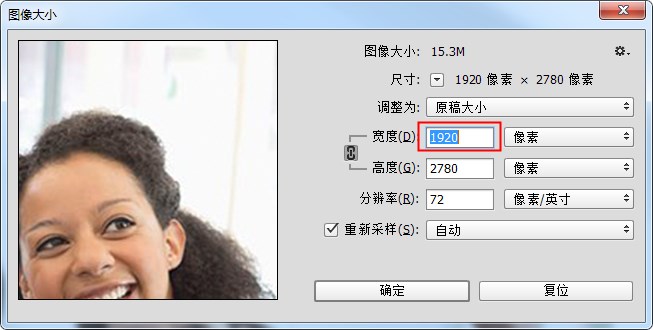 图像大小
图像大小: 15.3M
尺寸: 1920 像素 × 2780 像素
调整为: 原稿大小
宽度(D): 1920 像素
高度(G): 2780 像素
分辨率(R): 72 像素/英寸
重新采样(S): 自动
确定 复位